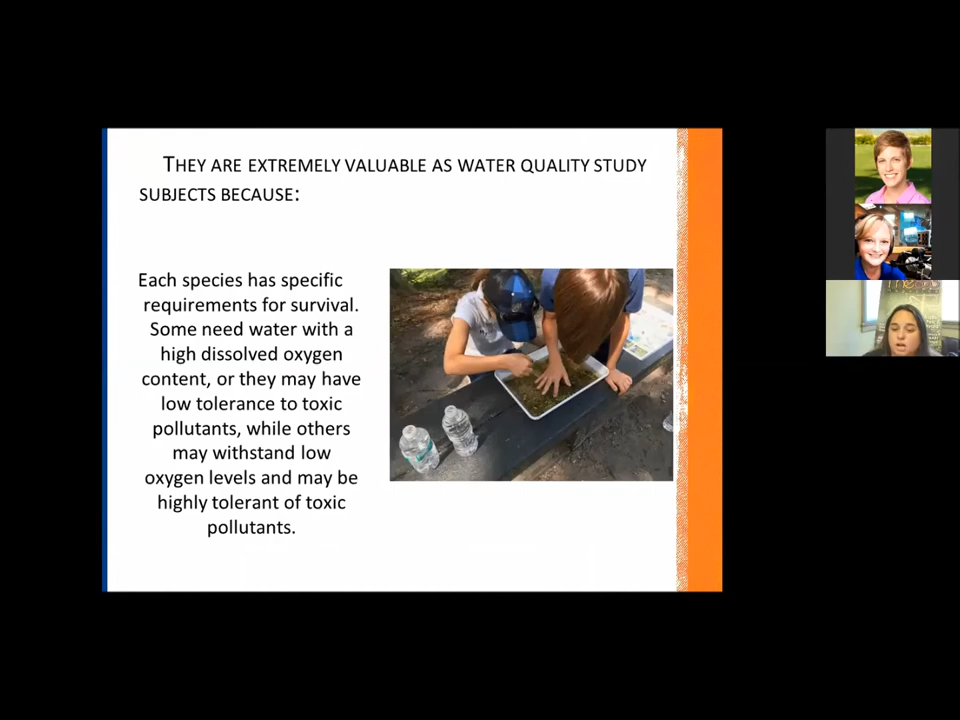 THEY ARE EXTREMELY VALUABLE AS WATER QUALITY STUDY
SUBJECTS BECAUSE:
Each species has specific
requirements for survival.
Some need water with a
high dissolved oxygen
content, or they may have
low tolerance to toxic
pollutants, while others
may withstand low
oxygen levels and may be
highly tolerant of toxic
pollutants.